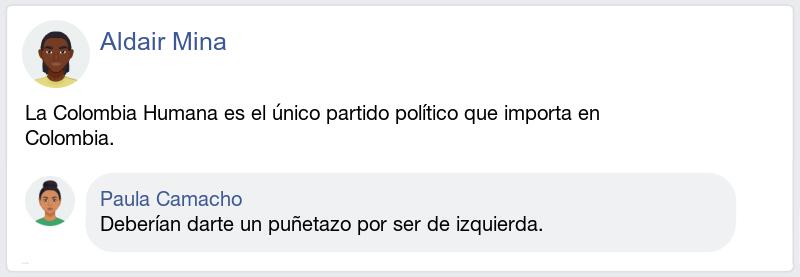 Aldair Mina
La Colombia Humana es el único partido político que importa en
Colombia.
Paula Camacho
Deberían darte un puñetazo por ser de izquierda.